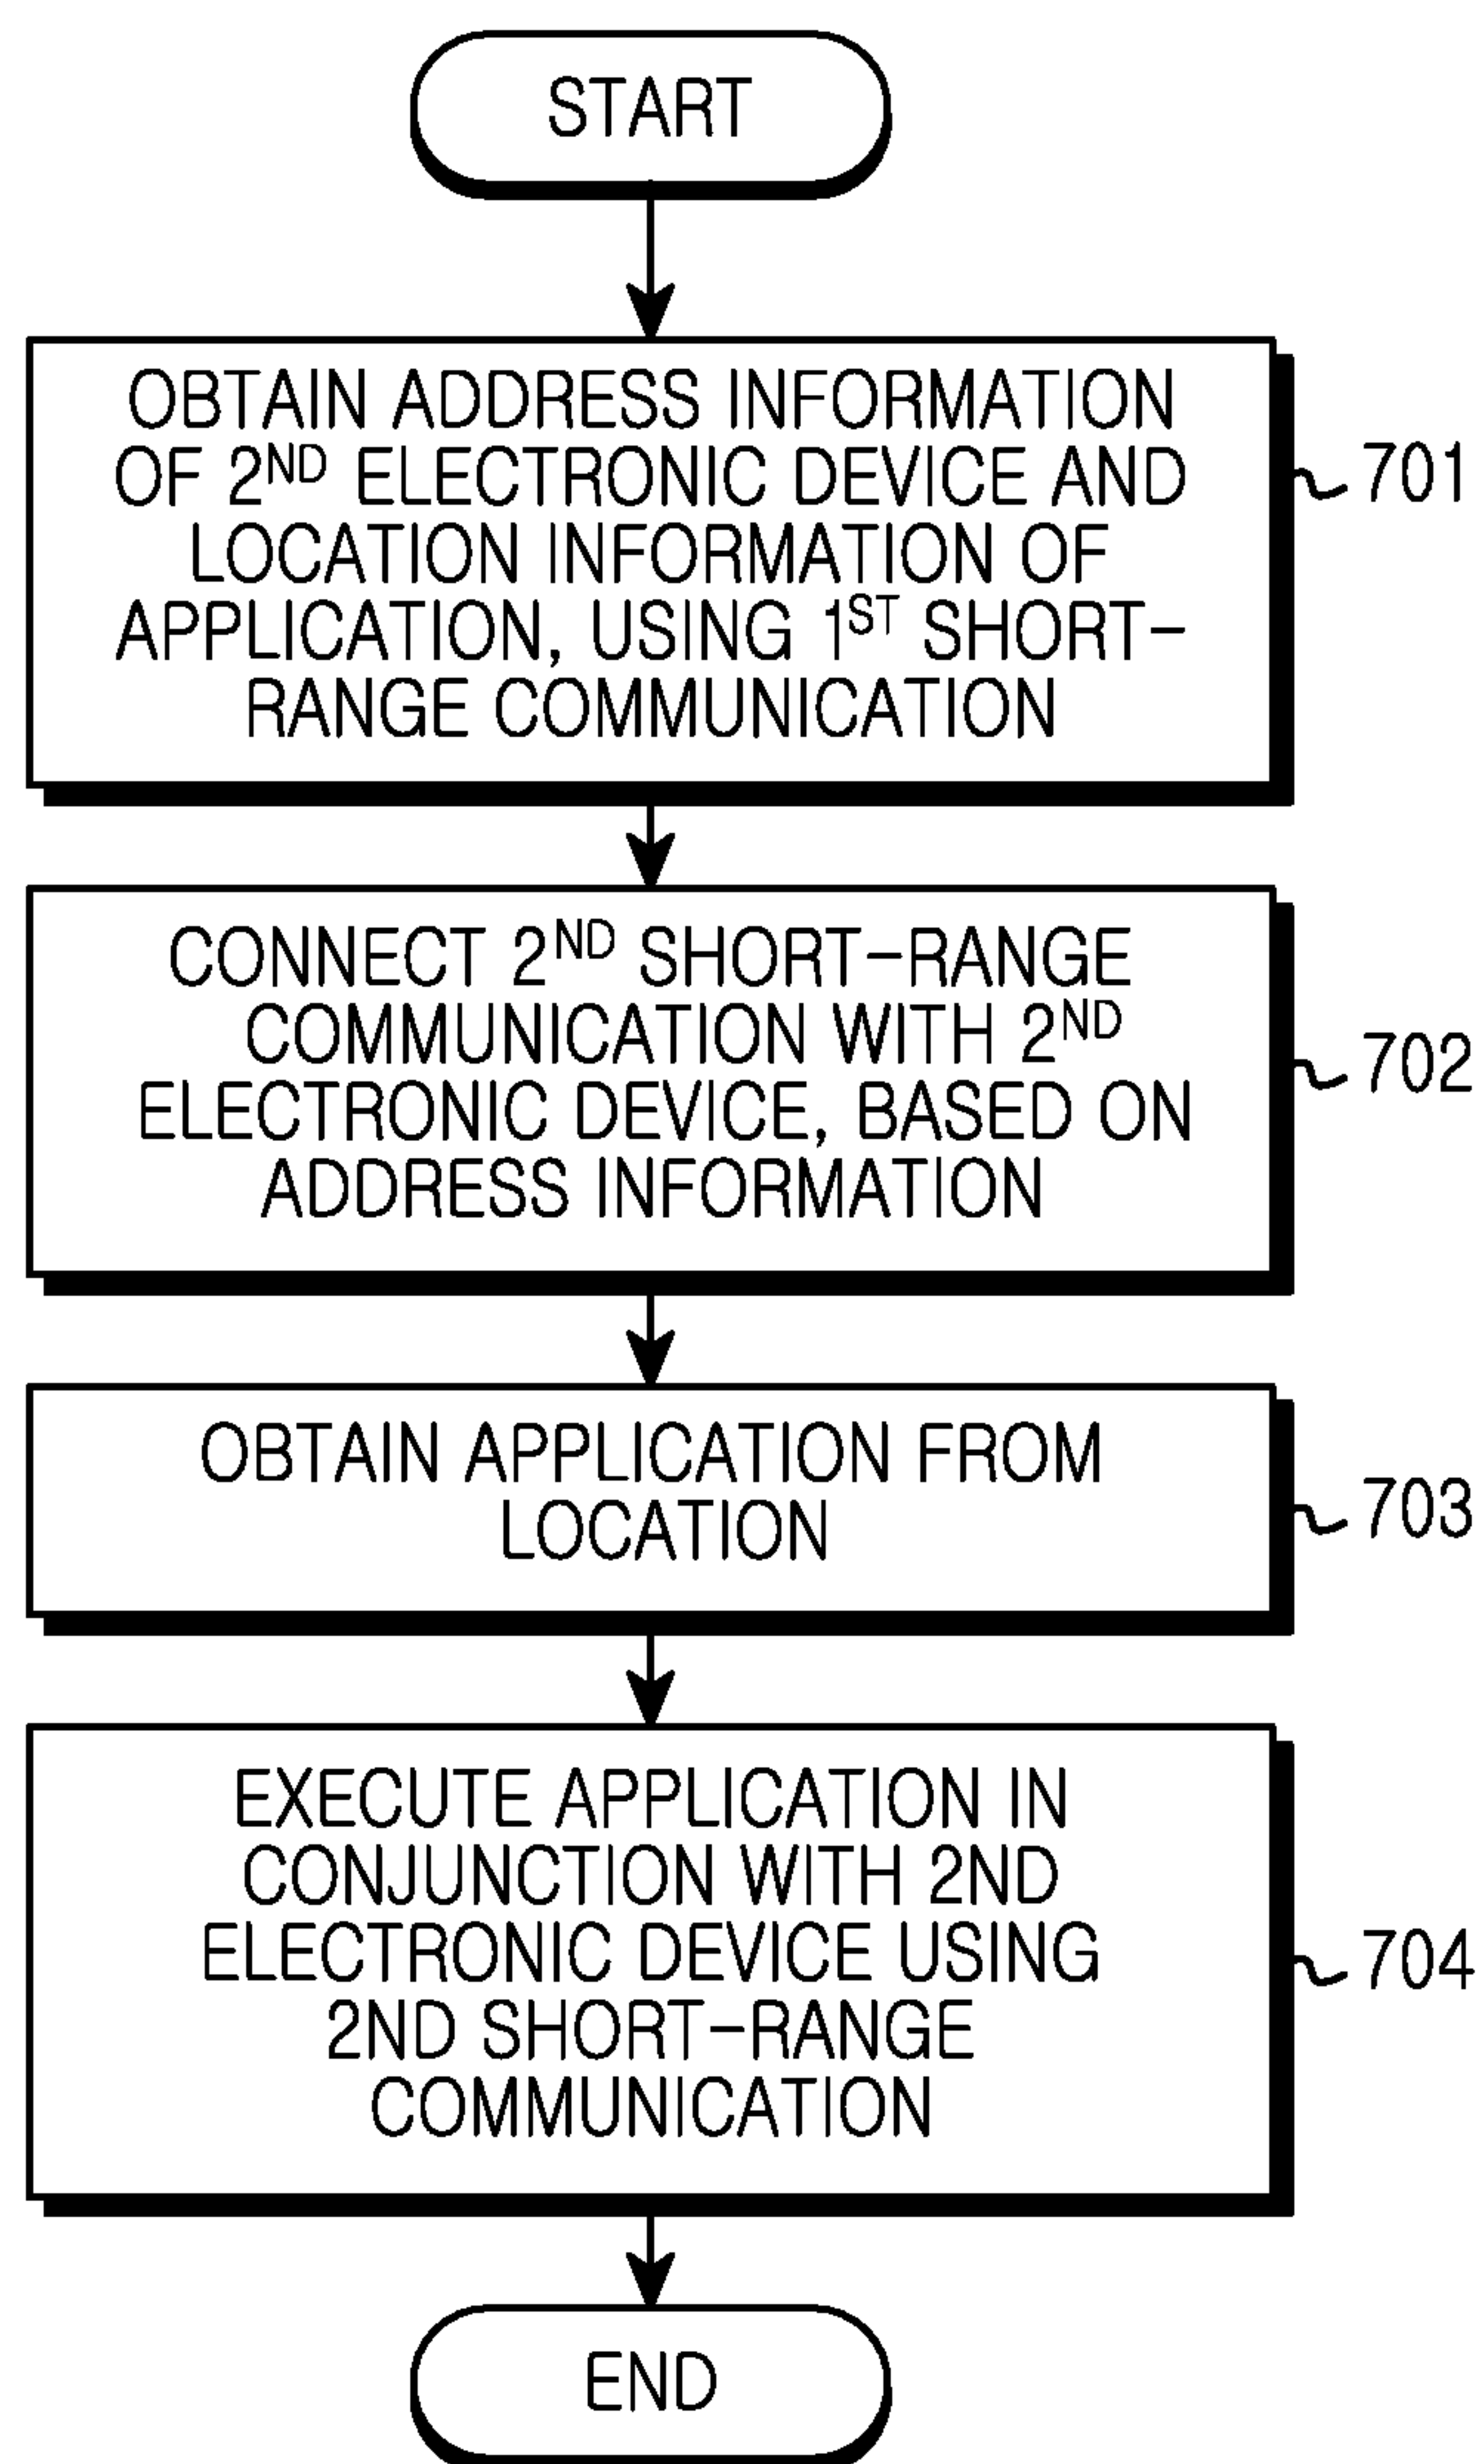 START
OBTAIN ADDRESS INFORMATION
OF 2ND ELECTRONIC DEVICE AND
LOCATION INFORMATION OF
APPLICATION, USING 1ST SHORT-
RANGE COMMUNICATION
701
CONNECT 2ND SHORT-RANGE
COMMUNICATION WITH 2ND
ELECTRONIC DEVICE, BASED ON
ADDRESS INFORMATION
702
OBTAIN APPLICATION FROM
LOCATION
703
EXECUTE APPLICATION IN
CONJUNCTION WITH 2ND
ELECTRONIC DEVICE USING
2ND SHORT-RANGE
COMMUNICATION
704
END